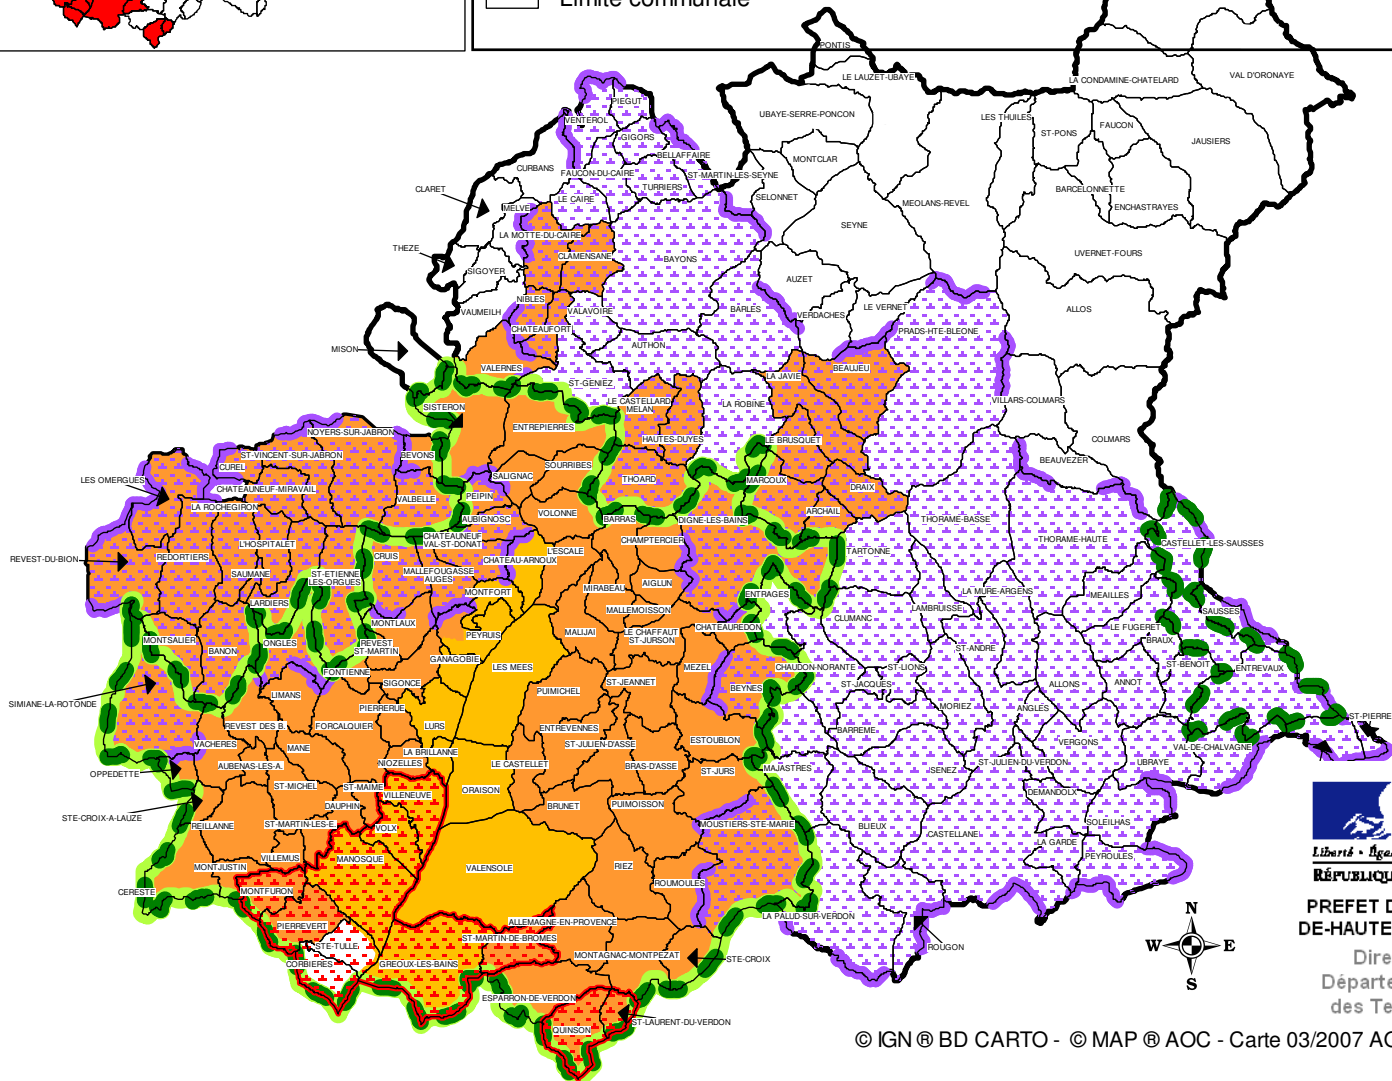 Limite communale
PONTIS
LE LAUZET-UBAYE
LA CONDAMINE-CHATELARD
VAL D'ORONAYE
PIEGUT
VENTEROL
UBAYE-SERRE-PONCON
LES THUILES
ST-PONS
FAUCON
JAUSIERS
GIGORS
BELLAFFAIRE
MONTCLAR
CURBANS
FAUCON-DU-CAIRE
ST-MARTIN-LES-SEYNE
CLARET
TURRIERS
SELONNET
BARCELONNETTE
MELVE
LE CAIRE
MEOLANS-REVEL
ENCHASTRAYES
SEYNE
LA MOTTE-DU-CAIRE
THEZE
CLAMENSANE
BAYONS
UVERNET-FOURS
SIGOYER
AUZET
NIBLES
VAUMEILH
VALAVOIRE
BARLES
VERDACHES
LE VERNET
ALLOS
CHATEAUFORT
PRADS-HTE-BLEONE
MISON
AUTHON
VALERNES
LA JAVIE
BEAUJEU
ST-GENIEZ
SISTERON
LE CASTELLARD
MELAN
LA ROBINE
VILLARS-COLMARS
ENTREPIERRES
NOYERS-SUR-JABRON
HAUTES-DUYES
LE BRUSQUET
COLMARS
ST-VINCENT-SUR-JABRON
BEVONS
BEAUVEZER
CUREL
SOURRIBES
LES OMERGUES
SALIGNAC
THOARD
MARCOUX
CHATEAUNEUF-MIRAVAIL
VALBELLE
PEIPIN
DRAIX
LA ROCHEGIRON
VOLONNE
ARCHAIL
AUBIGNOSC
BARRAS
DIGNE-LES-BAINS
THORAME-BASSE
L'HOSPITALET
CHATEAUNEUF
VAL-ST-DONAT
CHAMPTERCIER
THORAME-HAUTE
CASTELLET-LES-SAUSSES
REVEST-DU-BION
REDORTIERS
CRUIS
L'ESCALE
TARTONNE
CHATEAU-ARNOUX
SAUMANE
ST-ETIENNE
LES-ORGUES
MALLEFOUGASSE
AUGES
MIRABEAU
AIGLUN
MONTFORT
ENTRAGES
LA MURE-ARGENS
MEAILLES
LARDIERS
MALLEMOISSON
LAMBRUISSE
SAUSSES
MONTLAUX
CLUMANC
MONTSALIER
PEYRUIS
MALIJAI
LE CHAFFAUT
ST-JURSON
CHATEAUREDON
LE FUGERET
BRAUX
BANON
ONGLES
REVEST
ST-MARTIN
ST-ANDRE
GANAGOBIE
LES MEES
MEZEL
CHAUDON-NORANTE
ST-LIONS
ST-BENOIT
ENTREVAUX
FONTIENNE
SIGONCE
ST-JEANNET
ST-JACQUES
ALLONS
ANNOT
LIMANS
PUIMICHEL
BEYNES
SIMIANE-LA-ROTONDE
PIERRERUE
MORIEZ
ANGLES
ST-PIERRE
REVEST DES B.
FORCALQUIER
LURS
ENTREVENNES
BARREME
VACHERES
MANE
ST-JULIEN-D'ASSE
ESTOUBLON
VERGONS
VAL-DE-CHALVAGNE
LA BRILLANNE
NIOZELLES
AUBENAS-LES-A.
LE CASTELLET
BRAS-D'ASSE
ST-JURS
MAJASTRES
SENEZ
ST-JULIEN-DU-VERDON
UBRAYE
OPPEDETTE
ST-MICHEL
ST-MAIME
ORAISON
VILLENEUVE
DEMANDOLX
DAUPHIN
BRUNET
PUIMOISSON
STE-CROIX-A-LAUZE
REILLANNE
ST-MARTIN-LES-E.
VOLX
MOUSTIERS-STE-MARIE
BLIEUX
CASTELLANE
SOLEILHAS
LA GARDE
VILLEMUS
MANOSQUE
PEYROULES
MONTJUSTIN
VALENSOLE
RIEZ
ROUMOULES
CERESTE
MONTFURON
ALLEMAGNE-EN-PROVENCE
LA PALUD-SUR-VERDON
PIERREVERT
ST-MARTIN-DE-BROMES
STE-TULLE
ROUGON
CORBIERES
GREOUX-LES-BAINS
MONTAGNAC-MONTPEZAT
STE-CROIX
ESPARRON-DE-VERDON
ST-LAURENT-DU-VERDON
QUINSON
N
W E
S
Liberté • Éga
RÉPUBLIQU
PREFET D
DE-HAUTE
Dire
Départe
des Te
© IGN ® BD CARTO - © MAP ® AOC - Carte 03/2007 AO